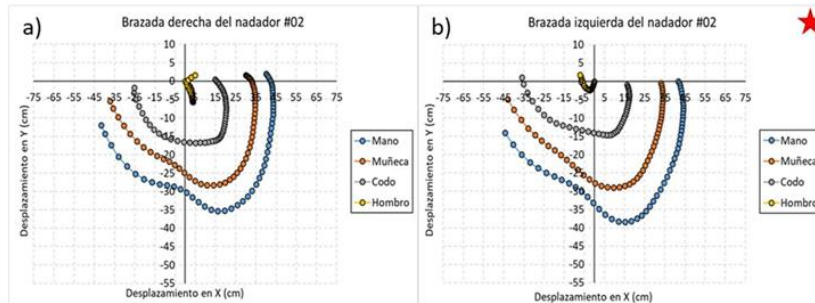 a)
Brazada derecha del nadador #02
Desplazamiento en Y (cm)
10
5
0
-5
-10
-15
-20
-25
-30
-35
-40
-45
-50
-55
-75 -65 -55 -45 -35 -25 -15 -5 5 15 25 35 45 55 65 75
Desplazamiento en X (cm)
Mano
Muñeca
Codo
Hombro
b)
Brazada izquierda del nadador #02
Desplazamiento en Y (cm)
10
5
0
-5
-10
-15
-20
-25
-30
-35
-40
-45
-50
-55
-75 -65 -55 -45 -35 -25 -15 -5 5 15 25 35 45 55 65 75
Desplazamiento en X (cm)
Mano
Muñeca
Codo
Hombro